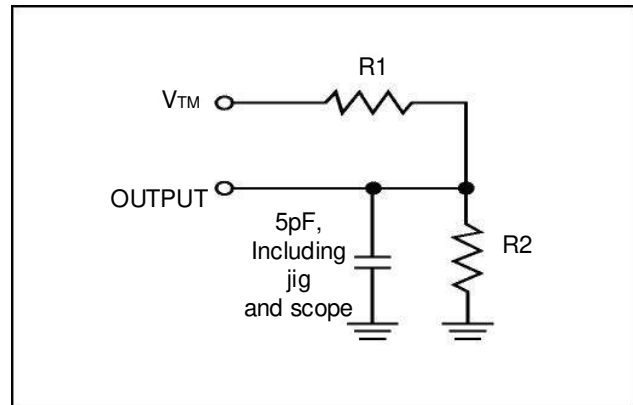 R1
VTM
OUTPUT
5pF,
Including
jig
and scope
R2